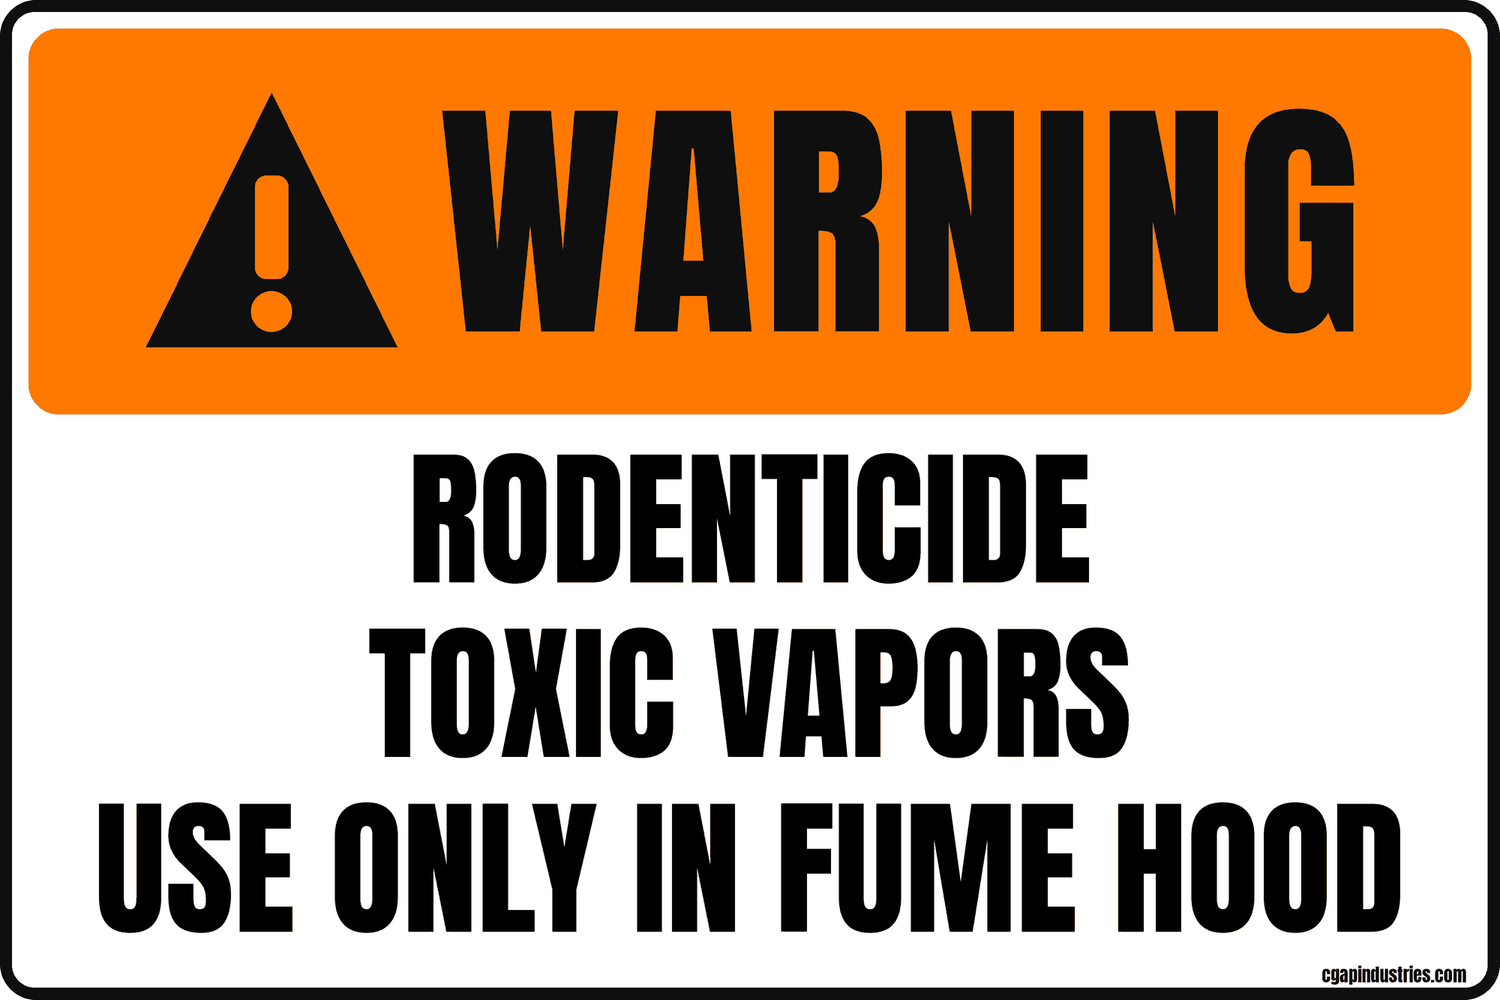 WARNING
RODENTICIDE
TOXIC VAPORS
USE ONLY IN FUME HOOD
cgapindustries.com